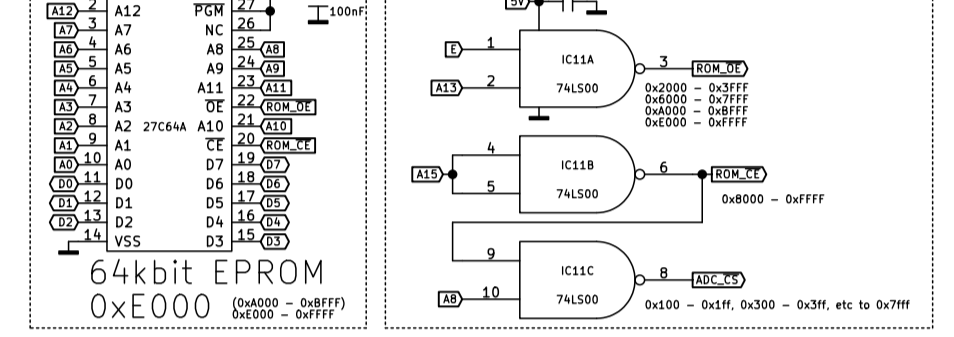 A12 2 A12 PGM 27
100nF
A7 3 A7 NC 26
A6 4 A6 A8 25 A8
A5 5 A5 A9 24 A9
A4 6 A4 A11 23 A11
A3 7 A3 OE 22 ROM_OE
A2 8 A2 27C64A A10 21 A10
A1 9 A1 CE 20 ROM_CE
A0 10 A0 D7 19 D7
D0 11 D0 D6 18 D6
D1 12 D1 D5 17 D5
D2 13 D2 D4 16 D4
14 VSS D3 15 D3
64kbit EPROM
0xE000 (0xA000 - 0xBFFF)
0xE000 - 0xFFFF
5V
E 1
IC11A
3 ROM_OE
A13 2
74LS00
0x2000 - 0x3FFF
0x6000 - 0x7FFF
0xA000 - 0xBFFF
0xE000 - 0xFFFF
4
IC11B
A15
6 ROM_CE
5
74LS00
0x8000 - 0xFFFF
9
IC11C
8 ADC_CS
A8 10
74LS00
0x100 - 0x1ff, 0x300 - 0x3ff, etc to 0x7fff